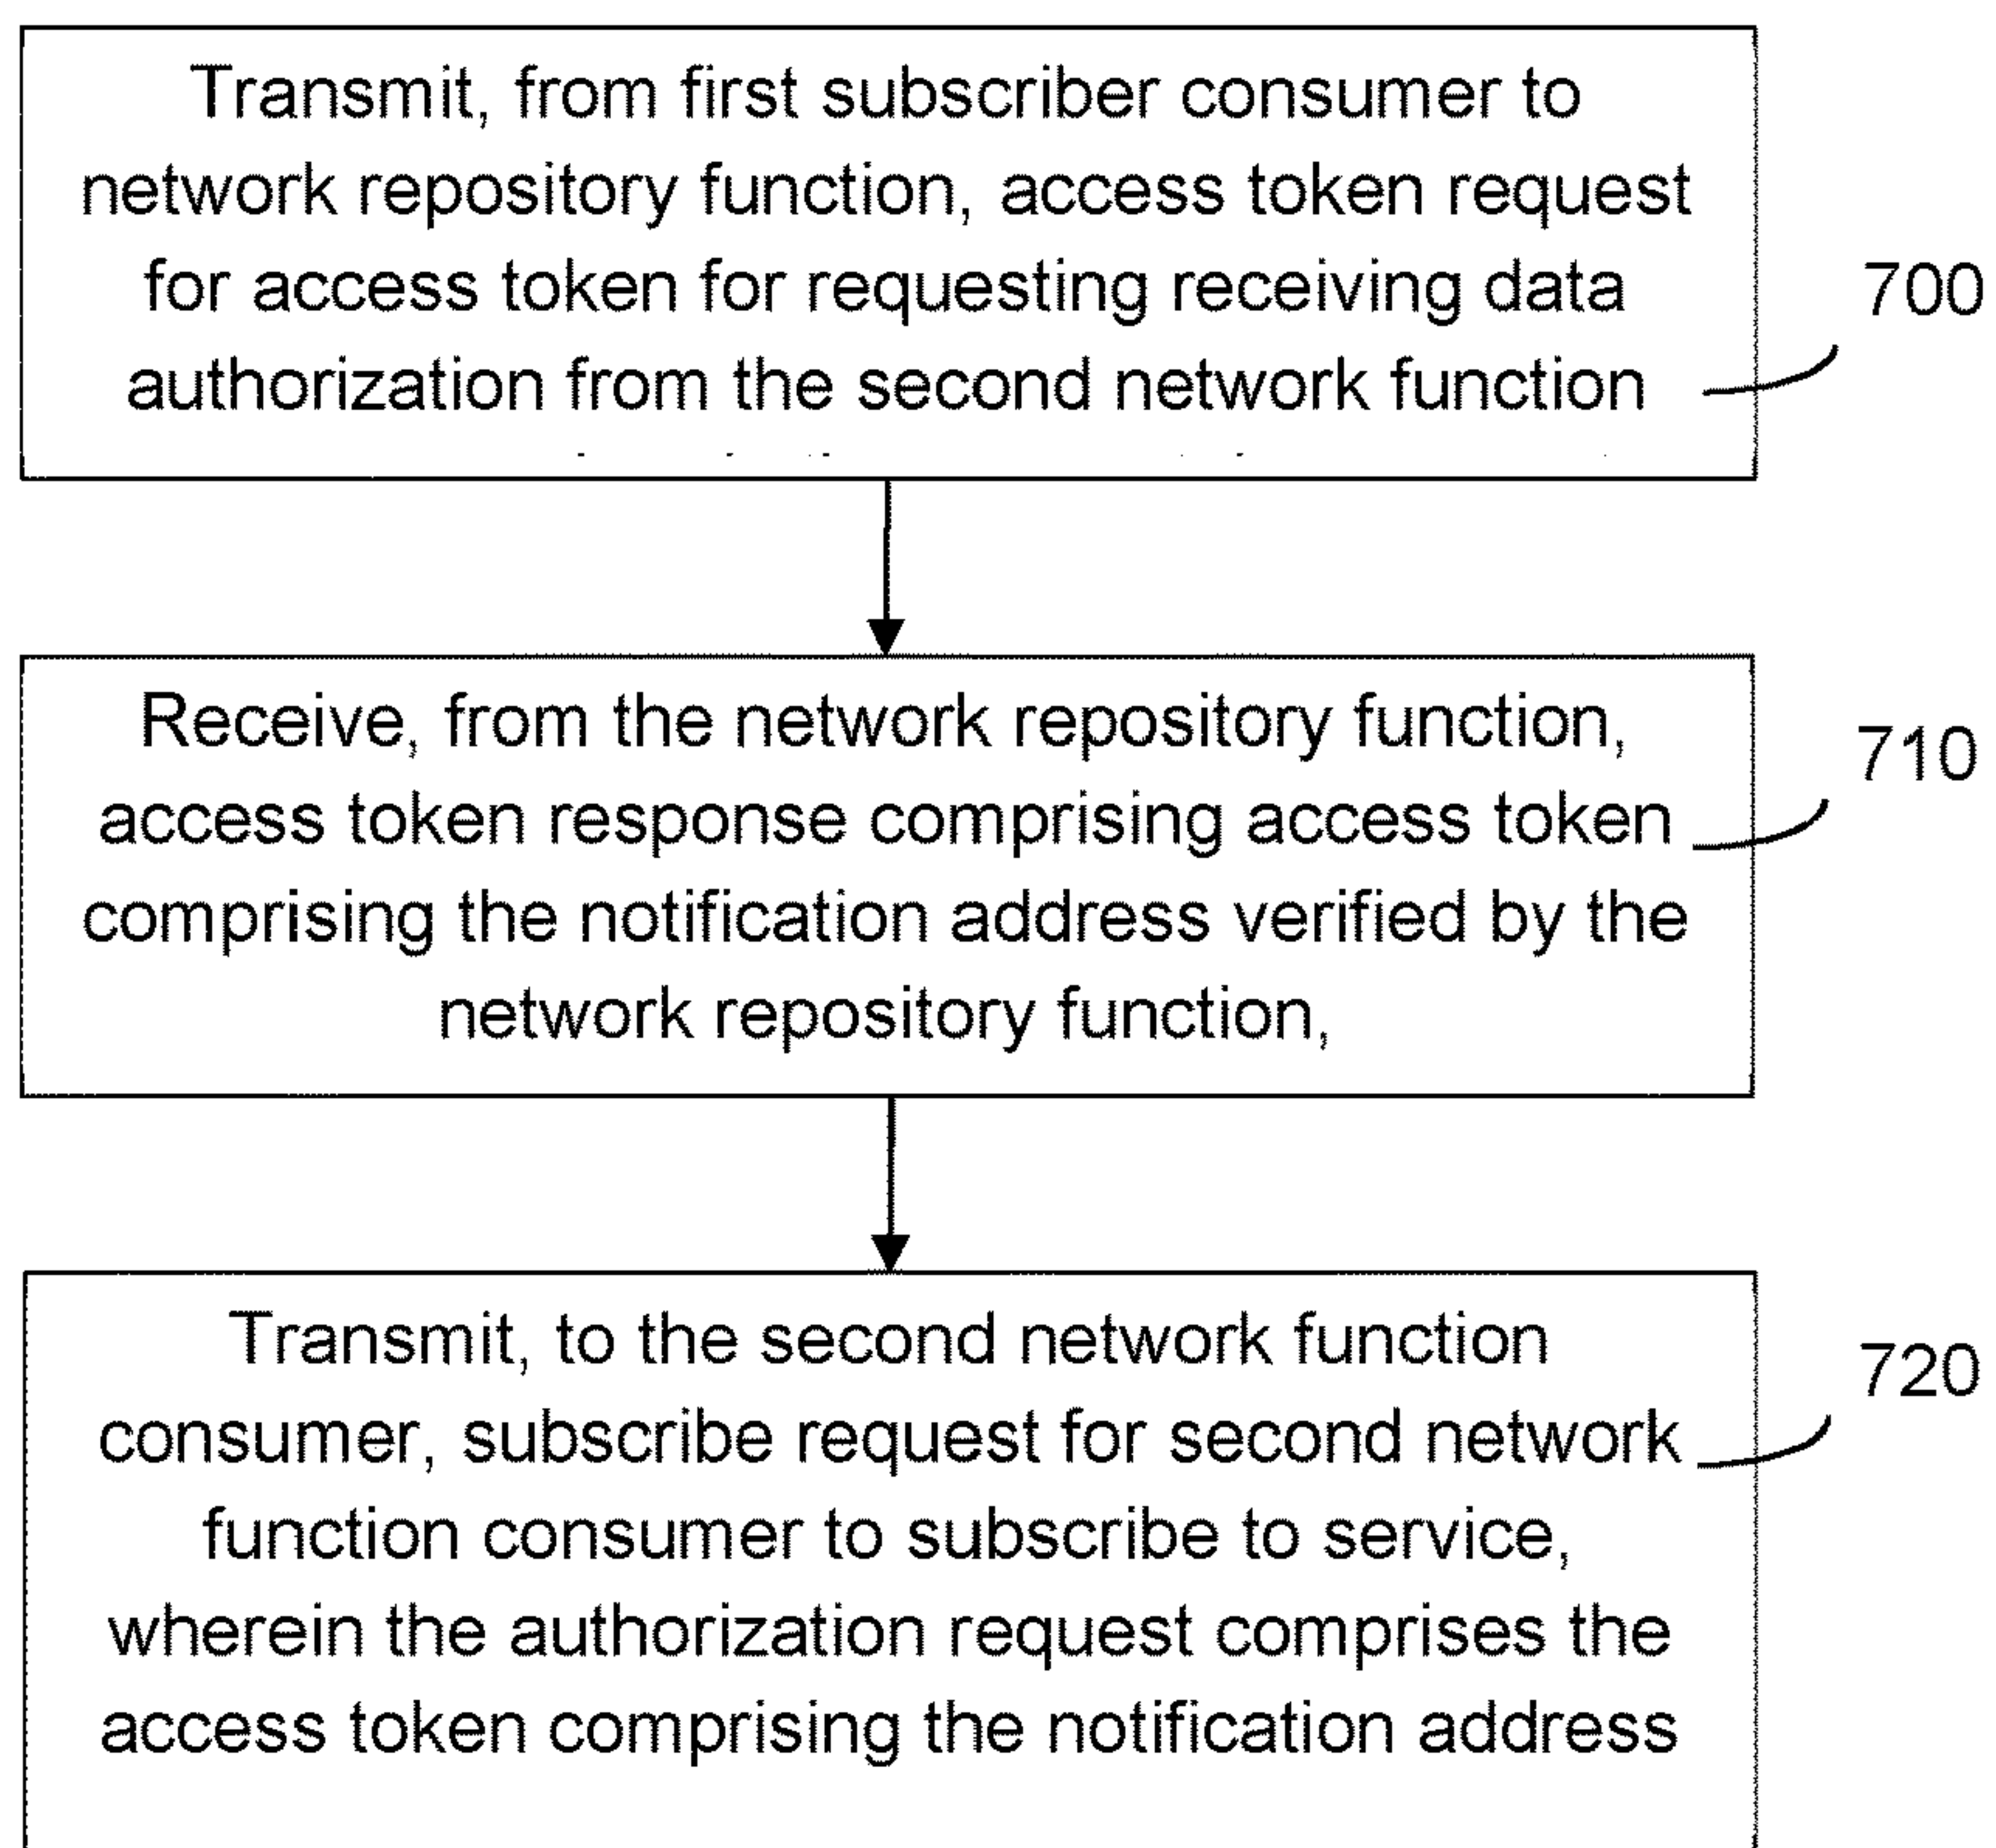 Transmit, from first subscriber consumer to
network repository function, access token request
for access token for requesting receiving data
authorization from the second network function
700
Receive, from the network repository function,
access token response comprising access token
comprising the notification address verified by the
network repository function,
710
Transmit, to the second network function
consumer, subscribe request for second network
function consumer to subscribe to service,
wherein the authorization request comprises the
access token comprising the notification address
720